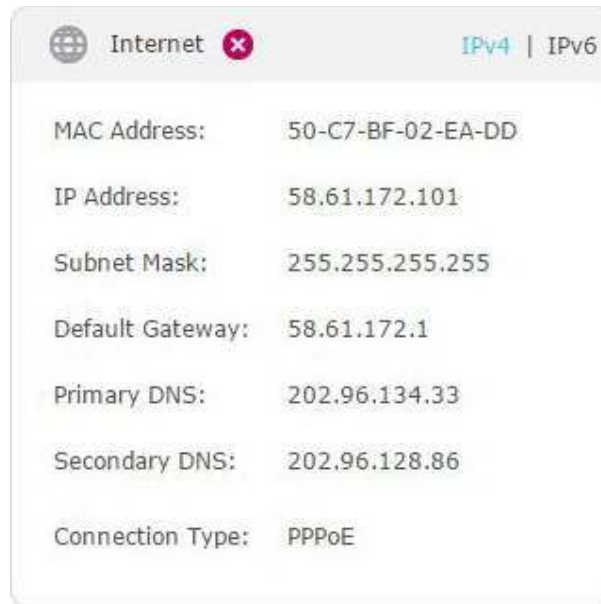 Internet IPv4 | IPv6
MAC Address: 50-C7-BF-02-EA-DD
IP Address: 58.61.172.101
Subnet Mask: 255.255.255.255
Default Gateway: 58.61.172.1
Primary DNS: 202.96.134.33
Secondary DNS: 202.96.128.86
Connection Type: PPPoE